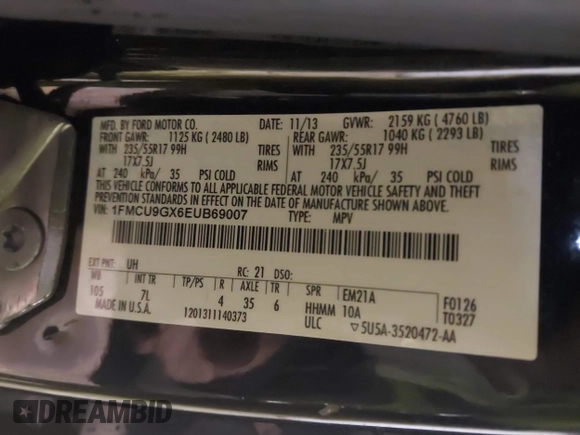 MFD. BY FORD MOTOR CO. DATE: 11/13 GVWR: 2159 KG ( 4760 LB)
FRONT GAWR: 1125 KG ( 2480 LB) REAR GAWR: 1040 KG ( 2293 LB)
WITH 235/55R17 99H TIRES WITH 235/55R17 99H TIRES
17X7.5J RIMS 17X7.5J RIMS
AT 240 kPa/ 35 PSI COLD AT 240 kPa/ 35 PSI COLD
THIS VEHICLE CONFORMS TO ALL APPLICABLE FEDERAL MOTOR VEHICLE SAFETY AND THEFT
PREVENTION STANDARDS IN EFFECT ON THE DATE OF MANUFACTURE SHOWN ABOVE.
VIN: 1FMCU9GX6EUB69007 TYPE: MPV
EXT PNT: UH RC: 21 DSO:
WB INT TR TP/PS R AXLE TR SPR EM21A F0126
105 7L 4 35 6 HHMM 10A T0327
MADE IN U.S.A. 1201311140373 ULC ▽5U5A-3520472-AA
DREAMBID